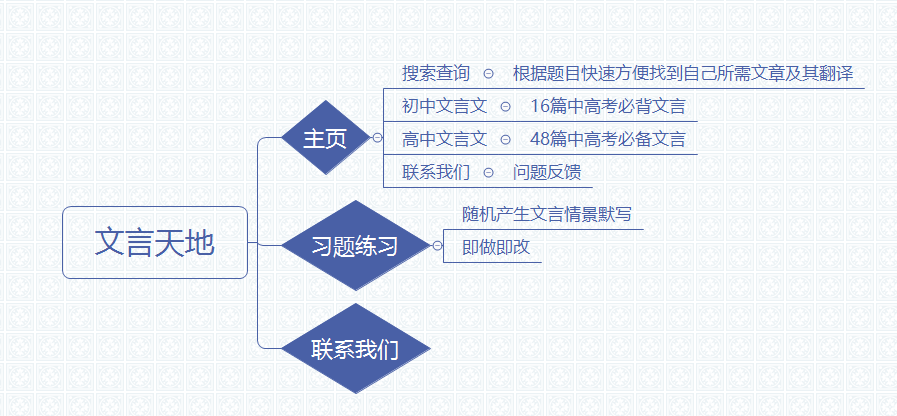 文言天地
主页
搜索查询
根据题目快速方便找到自己所需文章及其翻译
初中文言文
16篇中高考必背文言
高中文言文
48篇中高考必备文言
联系我们
问题反馈
习题练习
随机产生文言情景默写
即做即改
联系我们